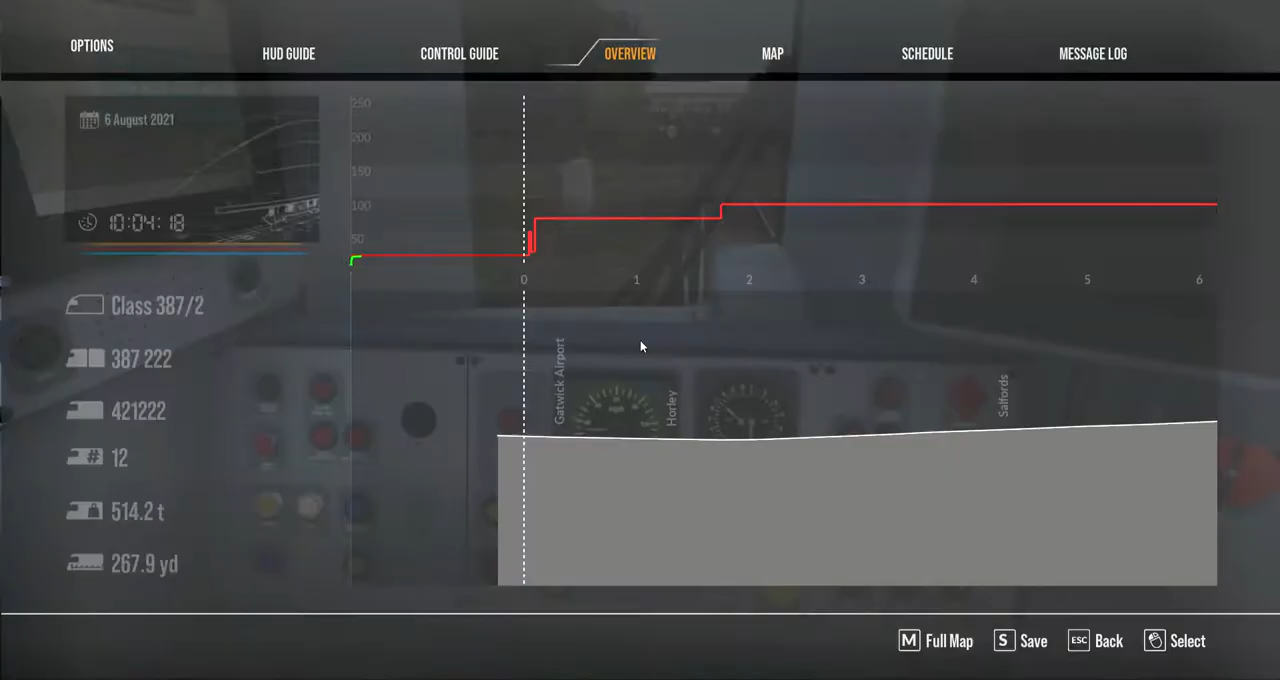 OPTIONS
HUD GUIDE
CONTROL GUIDE
OVERVIEW
MAP
SCHEDULE
MESSAGE LOG
6 August 2021
10:04:18
Class 387/2
387 222
421222
12
514.2 t
267.9 yd
250
200
150
100
50
0
1
2
3
4
5
6
Gatwick Airport
Horley
Salfords
M Full Map
S Save
ESC Back
Select